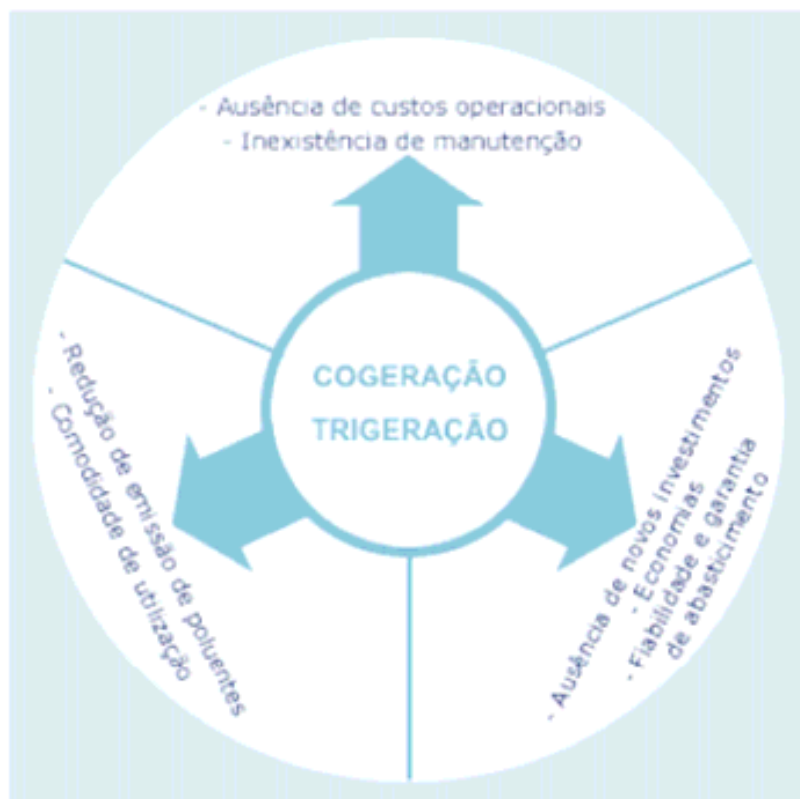 - Ausência de custos operacionais
- Inexistência de manutenção
COGERAÇÃO
TRIGERAÇÃO
- Redução de emissão de poluentes
- Comodidade de utilização
- Ausência de novos investimentos
- Economias
- Fiabilidade e garantia
de abasticimento